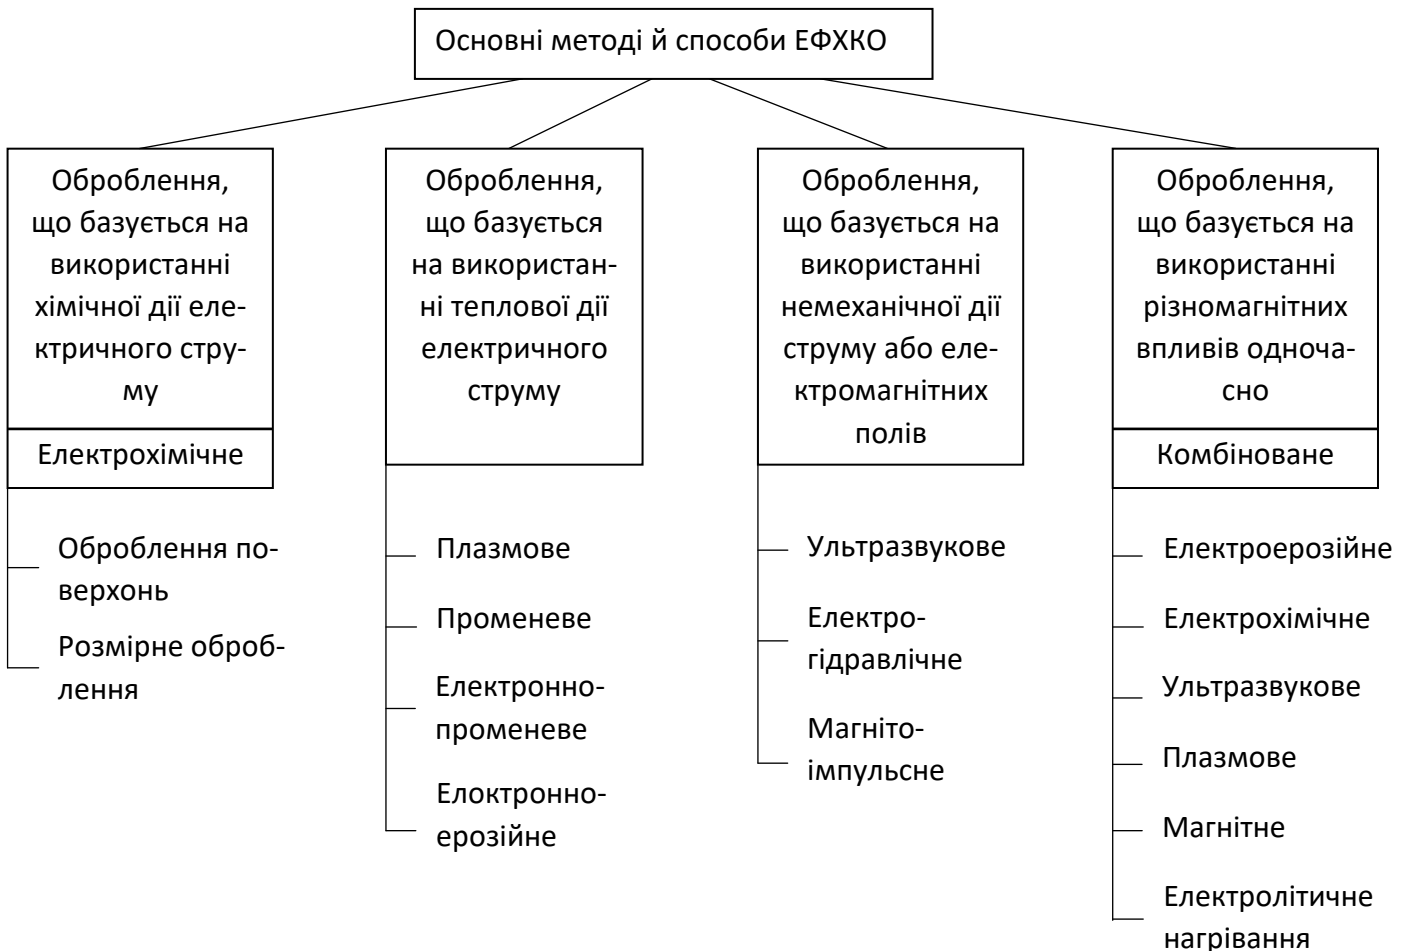 Основні методі й способи ЕФХКО
Оброблення,
що базується на
використанні
хімічної дії еле-
ктричного стру-
му
Електрохімічне
Оброблення по-
верхонь
Розмірне оброб-
лення
Оброблення,
що базується
на використан-
ні теплової дії
електричного
струму
Плазмове
Променеве
Електронно-
променеве
Елоктронно-
ерозійне
Оброблення,
що базується на
використанні
немеханічної дії
струму або еле-
ктромагнітних
полів
Ультразвукове
Електро-
гідравлічне
Магніто-
імпульсне
Оброблення,
що базується на
використанні
різномагнітних
впливів одноча-
сно
Комбіноване
Електроерозійне
Електрохімічне
Ультразвукове
Плазмове
Магнітне
Електролітичне
нагрівання